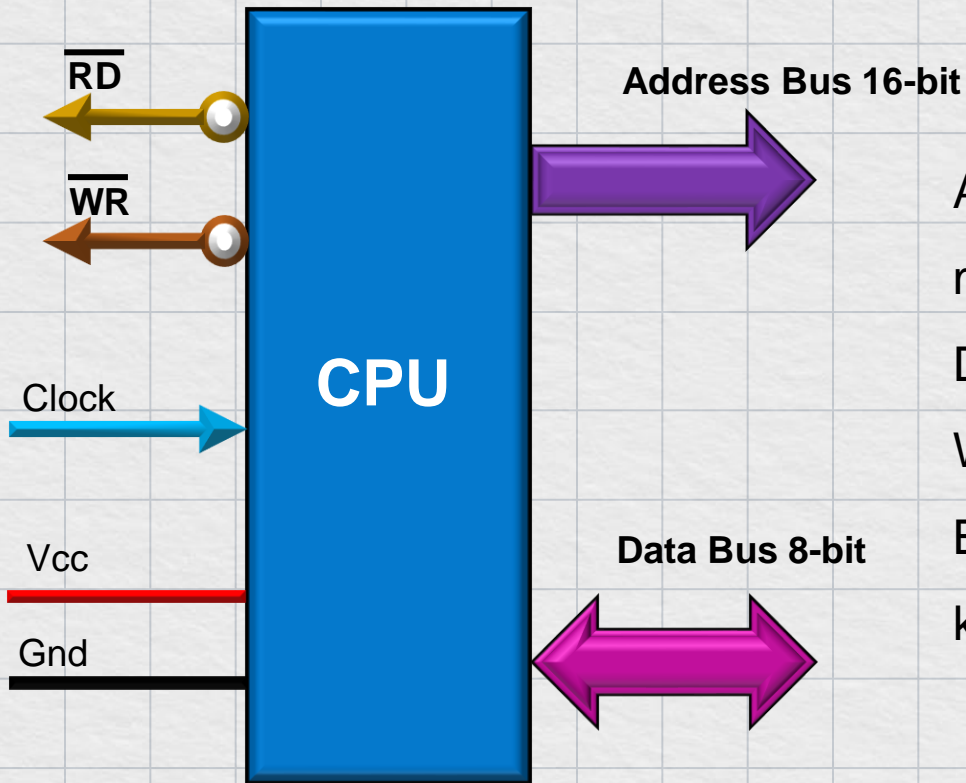 RD
WR
Clock
Vcc
Gnd
CPU
Address Bus 16-bit
Data Bus 8-bit